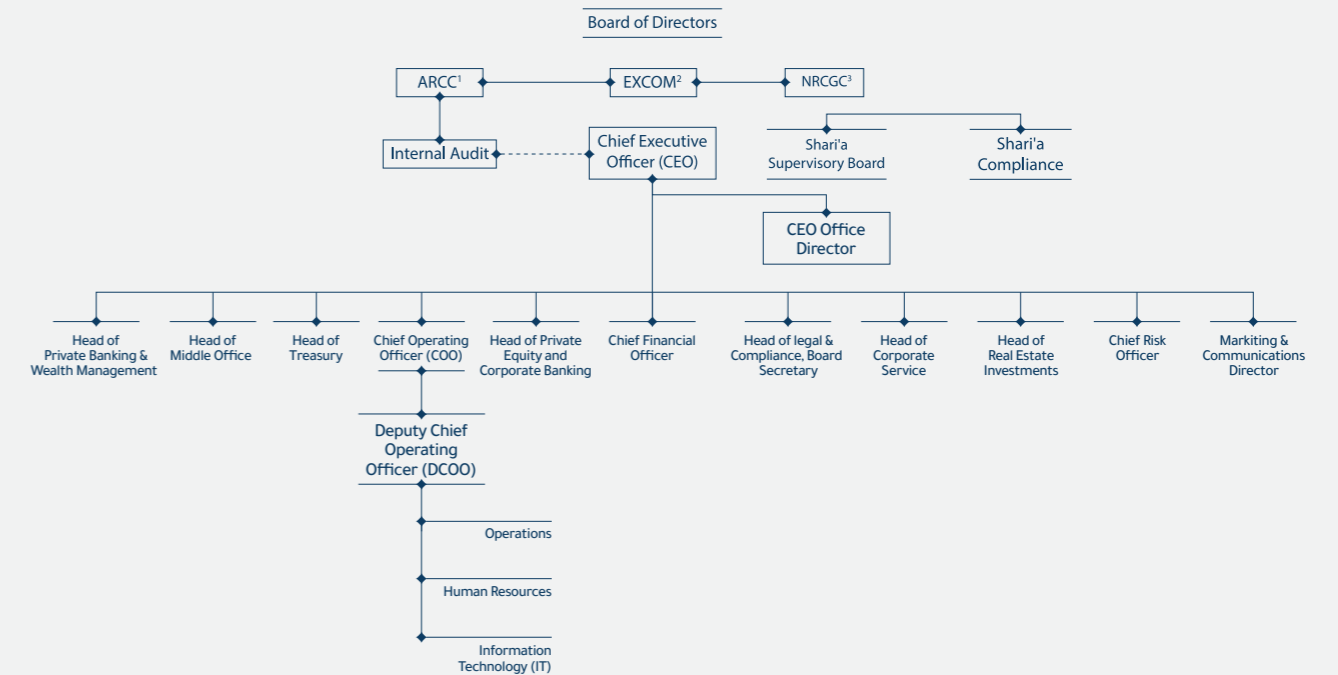 Board of Directors
ARCC¹
EXCOM²
NRCGC³
Internal Audit
Chief Executive
Officer (CEO)
Shari'a
Supervisory Board
Shari'a
Compliance
CEO Office
Director
Head of
Private Banking &
Wealth Management
Head of
Middle Office
Head of
Treasury
Chief Operating
Officer (COO)
Head of Private
Equity and
Corporate Banking
Chief Financial
Officer
Head of legal &
Compliance, Board
Secretary
Head of
Corporate
Service
Head of
Real Estate
Investments
Chief Risk
Officer
Markiting &
Communications
Director
Deputy Chief
Operating
Officer (DCOO)
Operations
Human Resources
Information
Technology (IT)